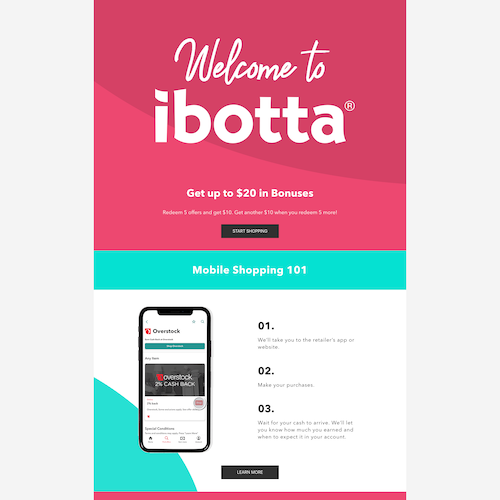 Welcome to
ibotta®
Get up to $20 in Bonuses
Redeem 5 offers and get $10. Get another $10 when you redeem 5 more!
START SHOPPING
Mobile Shopping 101
Overstock
overstock
2% CASH BACK
Special Conditions
01.
We'll take you to the retailer's app or
website.
02.
Make your purchases.
03.
Wait for your cash to arrive. We'll let
you know how much you earned and
when to expect it in your account.
LEARN MORE